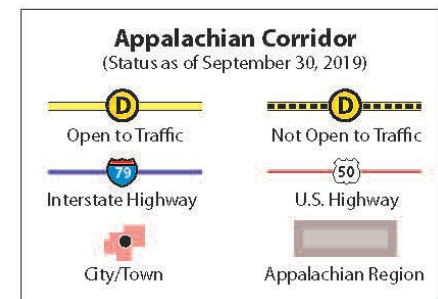 Appalachian Corridor
(Status as of September 30, 2019)
D D
Open to Traffic Not Open to Traffic
79 50
Interstate Highway U.S. Highway
City/Town Appalachian Region